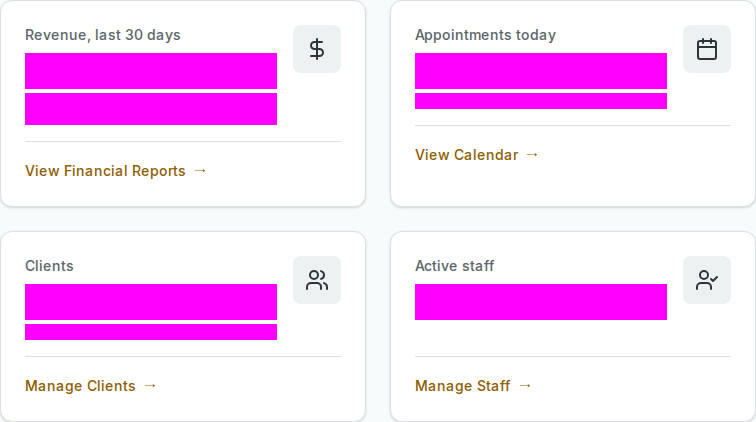 Revenue, last 30 days
View Financial Reports →
Appointments today
View Calendar →
Clients
Manage Clients →
Active staff
Manage Staff →